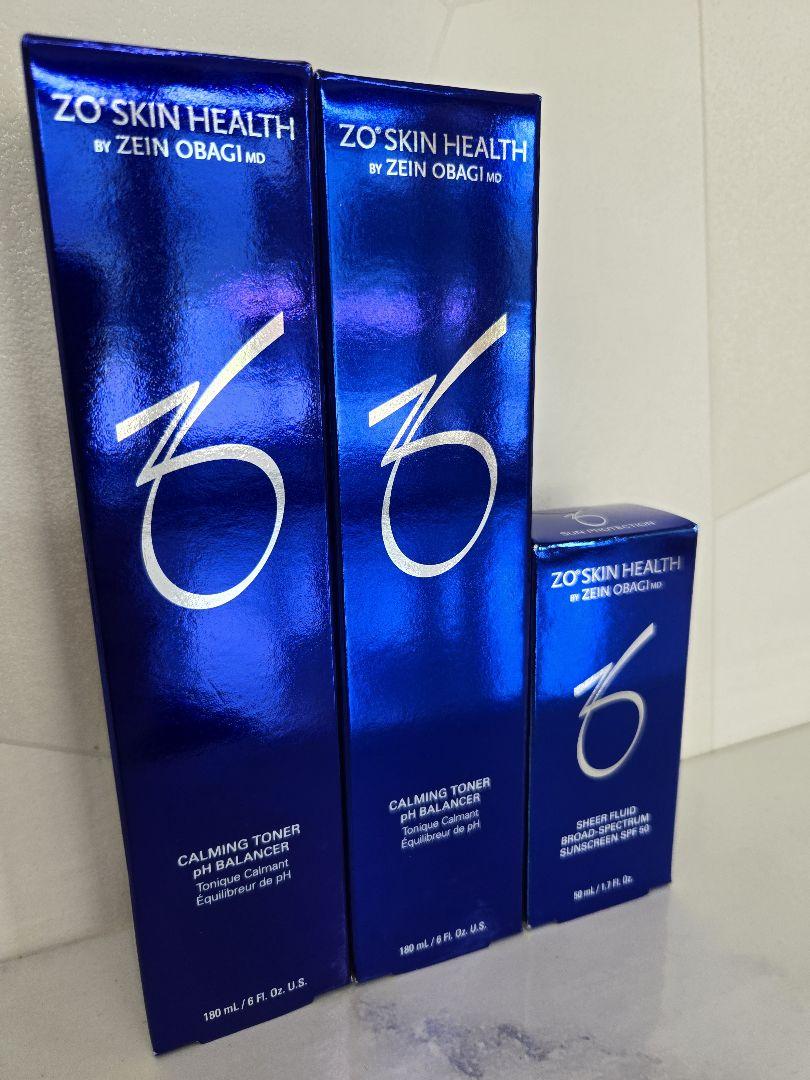 ZO® SKIN HEALTH
BY ZEIN OBAGI MD
CALMING TONER
pH BALANCER
Tonique Calmant
Équilibreur de pH
180 mL / 6 Fl. Oz. U.S.
ZO® SKIN HEALTH
BY ZEIN OBAGI MD
CALMING TONER
pH BALANCER
Tonique Calmant
Équilibreur de pH
180 mL / 6 Fl. Oz. U.S.
SUN PROTECTION
ZO® SKIN HEALTH
BY ZEIN OBAGI MD
SHEER FLUID
BROAD-SPECTRUM
SUNSCREEN SPF 50
50 mL / 1.7 Fl. Oz.